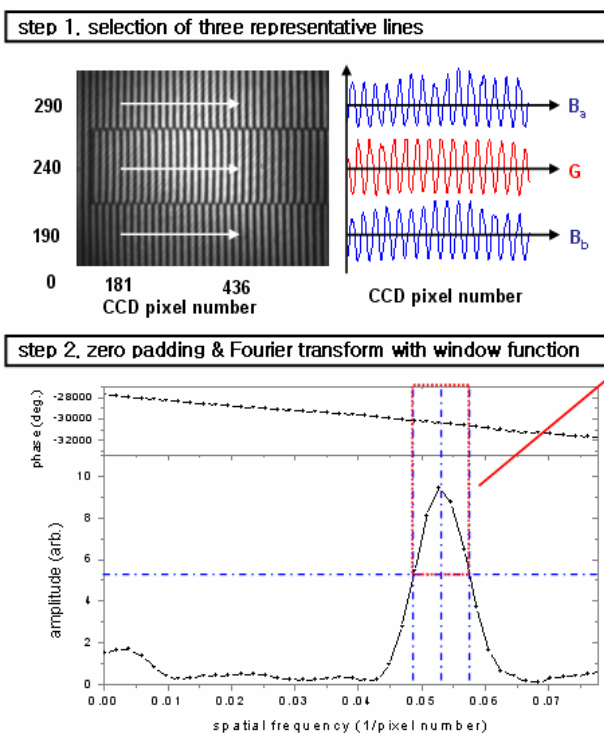 step 1, selection of three representative lines
290
240
190
0
181 436
CCD pixel number
Ba
G
Bb
CCD pixel number
step 2, zero padding & Fourier transform with window function
phase (deg.)
-28000
-30000
-32000
amplitude (arb.)
10
8
6
4
2
0
0.00 0.01 0.02 0.03 0.04 0.05 0.06 0.07
spatial frequency (1/pixel number)